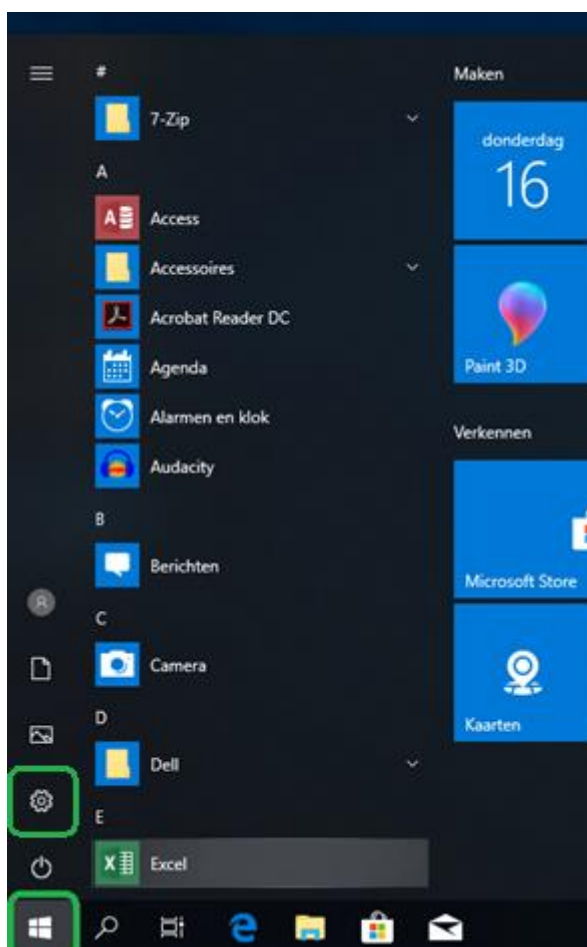 #
7-Zip
A
Access
Accessoires
Acrobat Reader DC
Agenda
Alarmen en klok
Audacity
B
Berichten
C
Camera
D
Dell
E
Excel
Maken
donderdag
16
Paint 3D
Verkennen
Microsoft Store
Kaarten